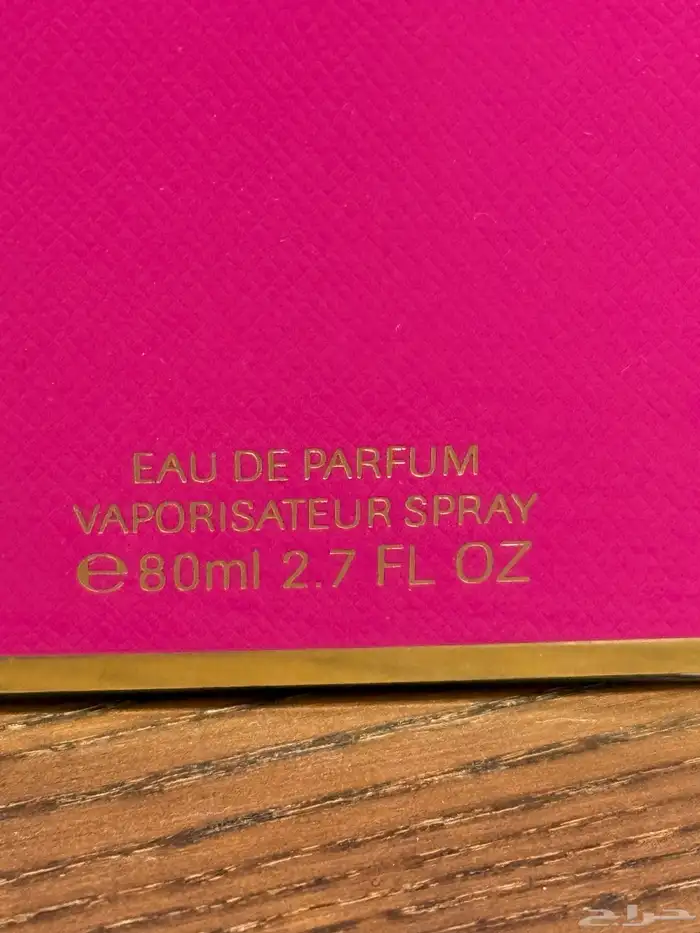 EAU DE PARFUM
VAPORISATEUR SPRAY
℮80ml 2.7 FL OZ
حراج